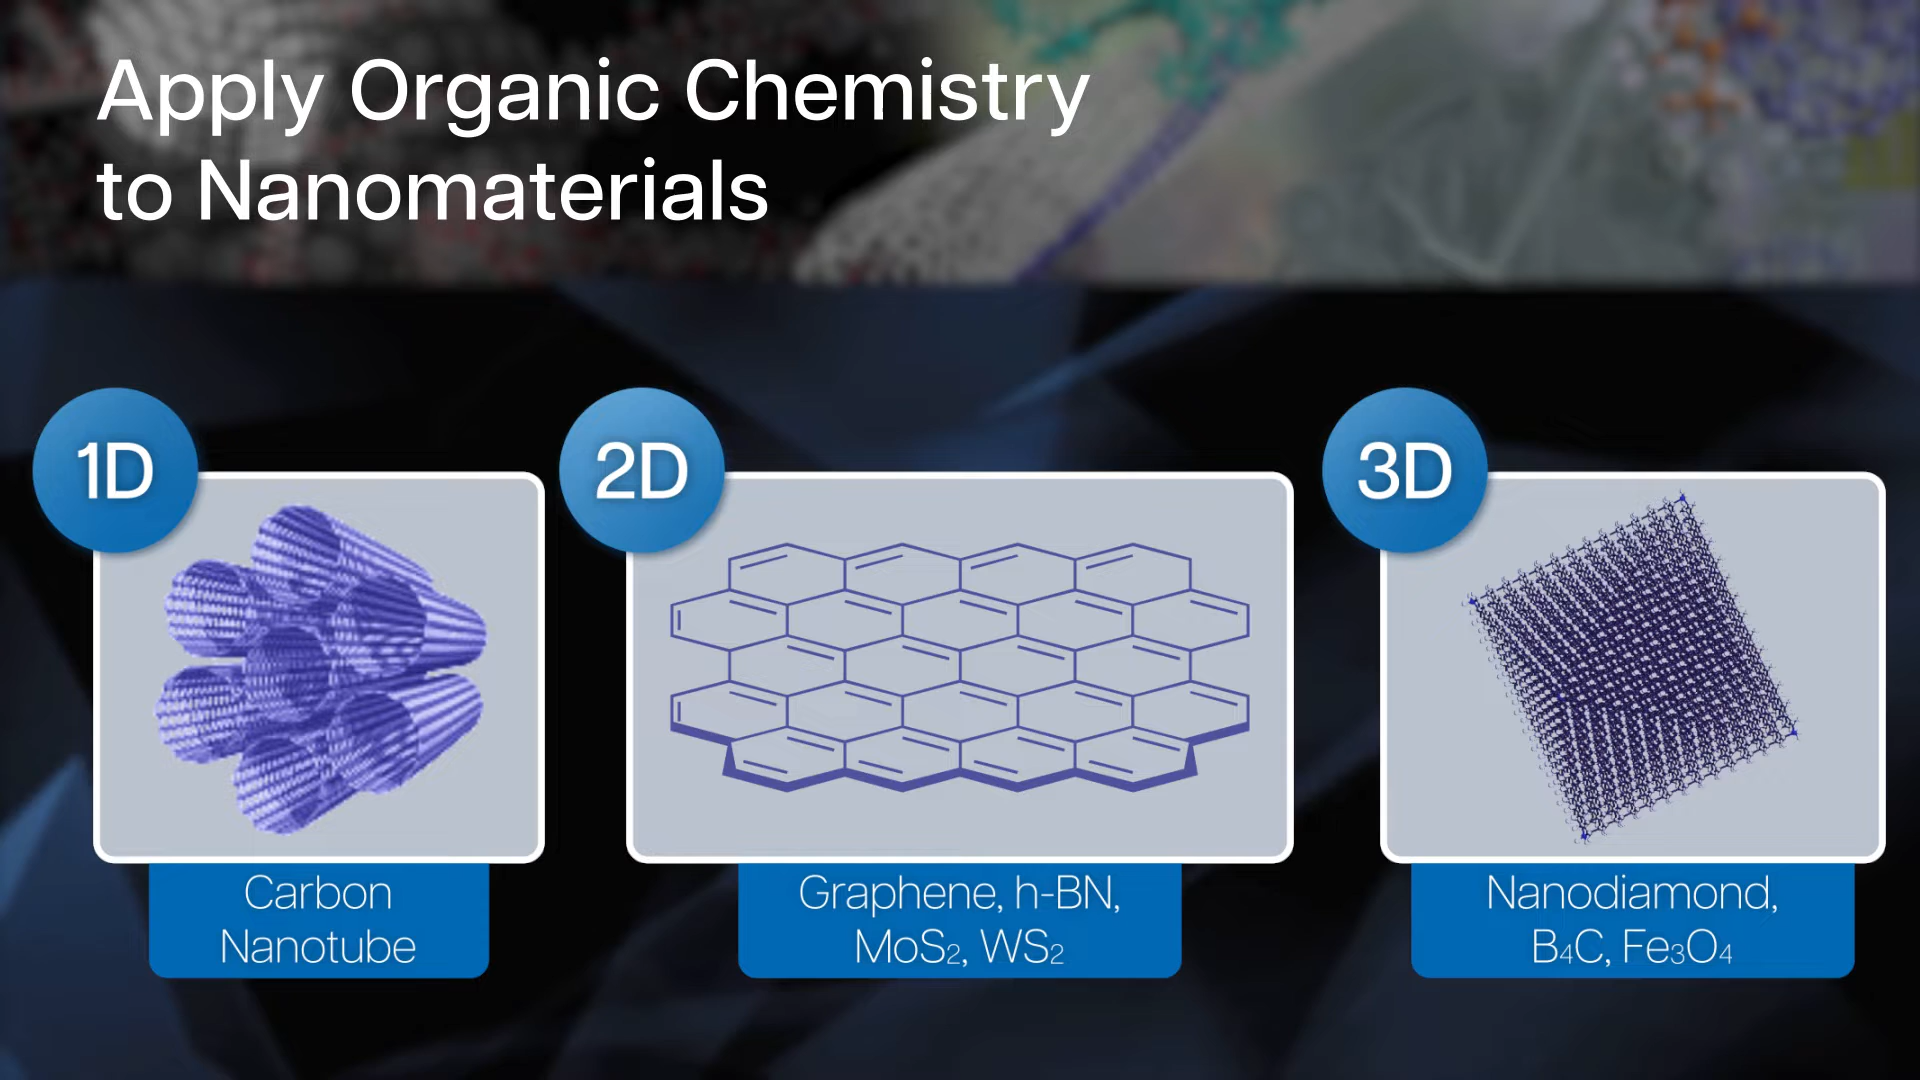 Apply Organic Chemistry
to Nanomaterials
1D
2D
3D
Carbon
Nanotube
Graphene, h-BN,
MoS₂, WS₂
Nanodiamond,
B₄C, Fe₃O₄